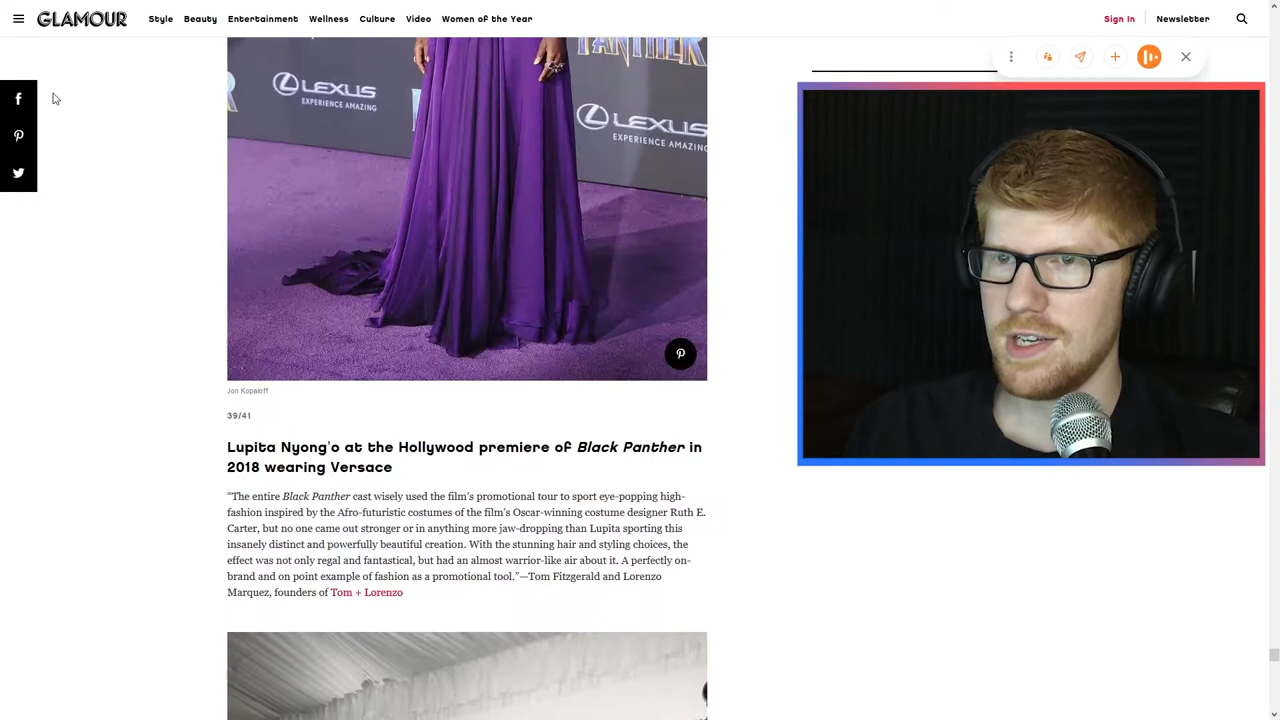 GLAMOUR
Style Beauty Entertainment Wellness Culture Video Women of the Year
Sign In Newsletter
PANTHER
LEXUS
EXPERIENCE AMAZING
LEXUS
EXPERIENCE AMAZING
Jon Kopaloff
39/41
Lupita Nyong’o at the Hollywood premiere of Black Panther in
2018 wearing Versace
“The entire Black Panther cast wisely used the film’s promotional tour to sport eye-popping high-
fashion inspired by the Afro-futuristic costumes of the film’s Oscar-winning costume designer Ruth E.
Carter, but no one came out stronger or in anything more jaw-dropping than Lupita sporting this
insanely distinct and powerfully beautiful creation. With the stunning hair and styling choices, the
effect was not only regal and fantastical, but had an almost warrior-like air about it. A perfectly on-
brand and on point example of fashion as a promotional tool.”—Tom Fitzgerald and Lorenzo
Marquez, founders of Tom + Lorenzo